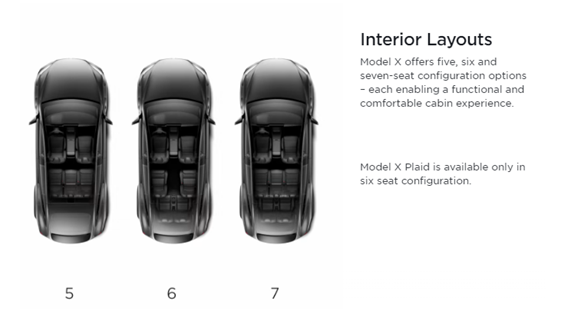 Interior Layouts
Model X offers five, six and
seven-seat configuration options
– each enabling a functional and
comfortable cabin experience.
Model X Plaid is available only in
six seat configuration.
5 6 7